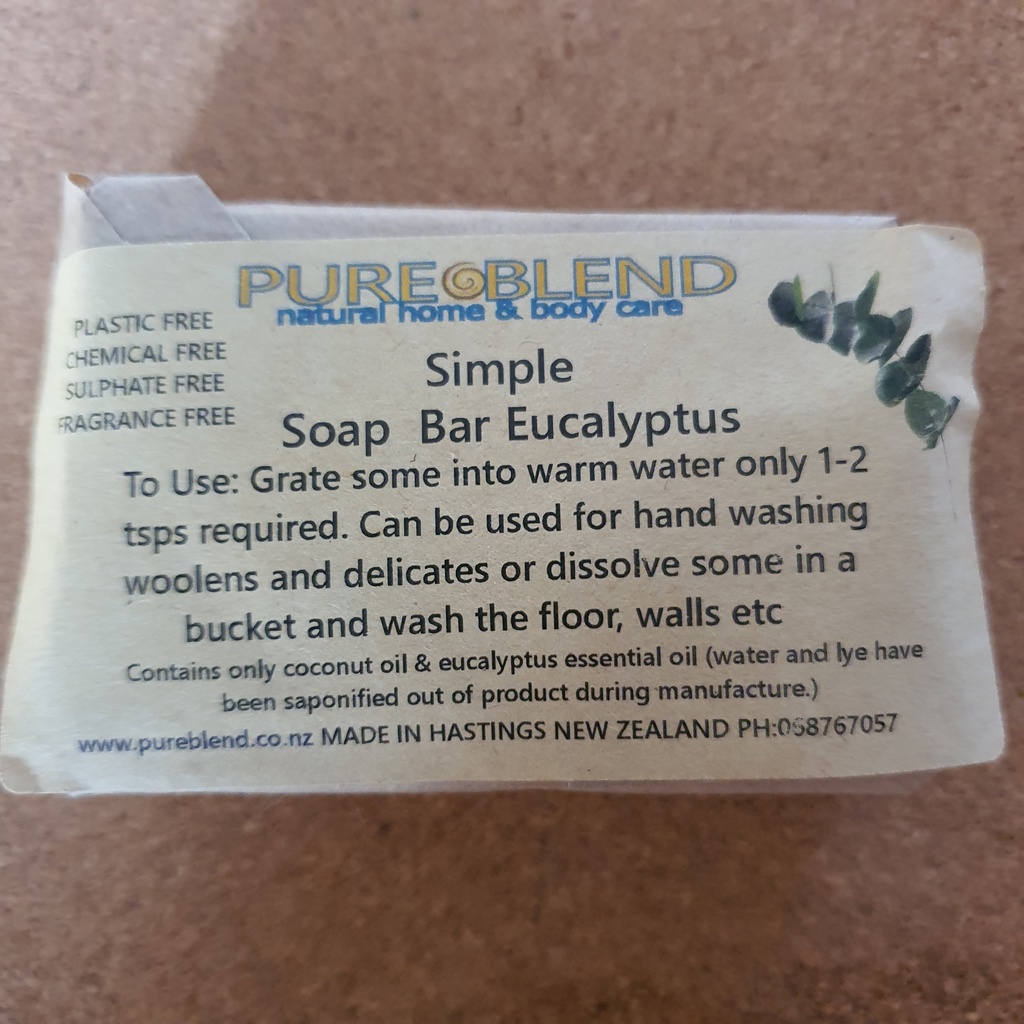 PURE BLEND
natural home & body care
PLASTIC FREE
CHEMICAL FREE
SULPHATE FREE
FRAGRANCE FREE
Simple
Soap Bar Eucalyptus
To Use: Grate some into warm water only 1-2
tsps required. Can be used for hand washing
woolens and delicates or dissolve some in a
bucket and wash the floor, walls etc
Contains only coconut oil & eucalyptus essential oil (water and lye have
been saponified out of product during manufacture.)
www.pureblend.co.nz MADE IN HASTINGS NEW ZEALAND PH:068767057